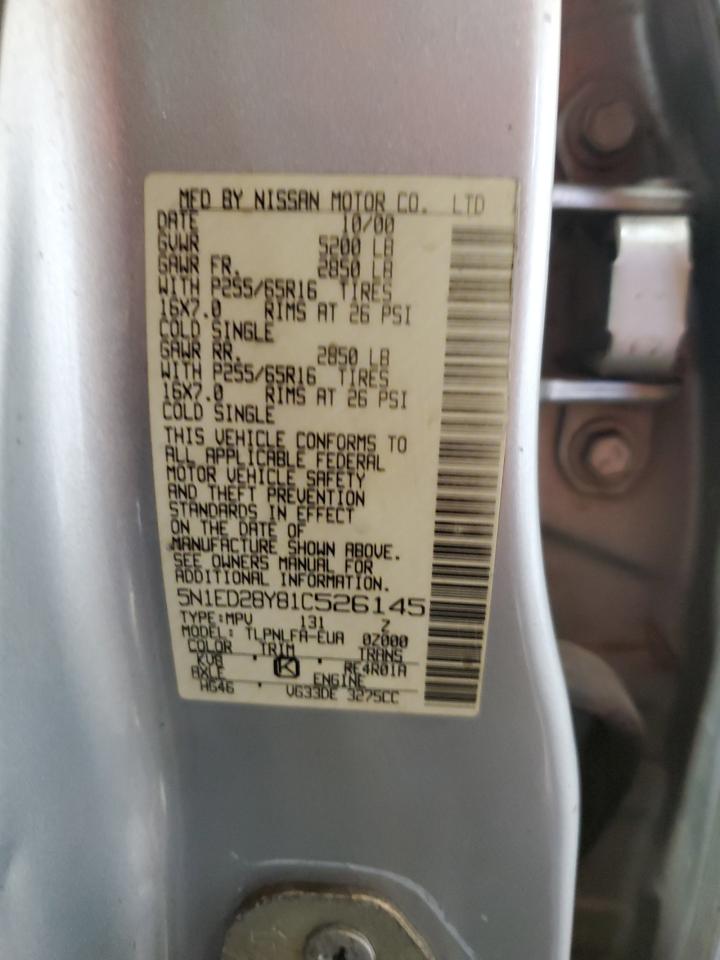 MFD BY NISSAN MOTOR CO. LTD
DATE 10/00
GVWR 5200 LB
GAWR FR. 2850 LB
WITH P255/65R16 TIRES
16X7.0 RIMS AT 26 PSI
COLD SINGLE
GAWR RR. 2850 LB
WITH P255/65R16 TIRES
16X7.0 RIMS AT 26 PSI
COLD SINGLE
THIS VEHICLE CONFORMS TO
ALL APPLICABLE FEDERAL
MOTOR VEHICLE SAFETY
AND THEFT PREVENTION
STANDARDS IN EFFECT
ON THE DATE OF
MANUFACTURE SHOWN ABOVE.
SEE OWNERS MANUAL FOR
ADDITIONAL INFORMATION.
5N1ED28Y81C526145
TYPE:MPV 131 Z
MODEL: TLPNLFA-EUA 0Z000
COLOR TRIM TRANS
KV8 K RE4R01A
AXLE ENGINE
HG46 VG33DE 3275CC